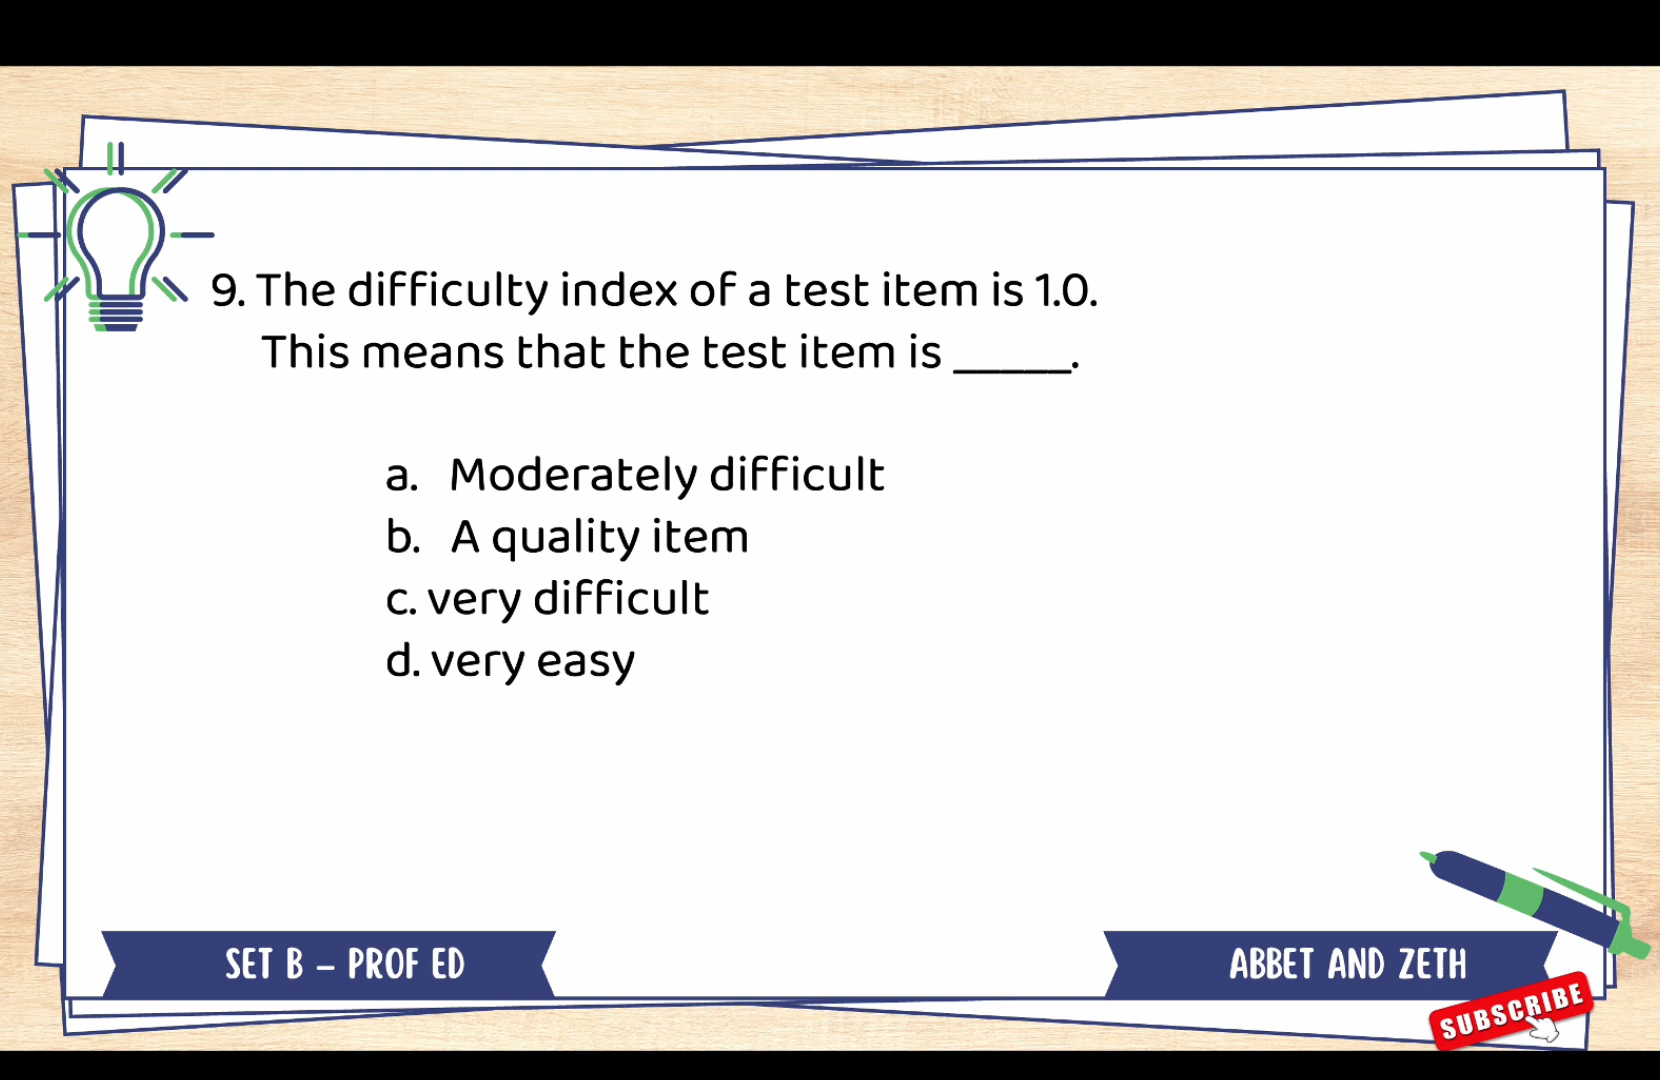 9. The difficulty index of a test item is 1.0.
This means that the test item is _____.
a. Moderately difficult
b. A quality item
c. very difficult
d. very easy
SET B – PROF ED
ABBET AND ZETH
SUBSCRIBE